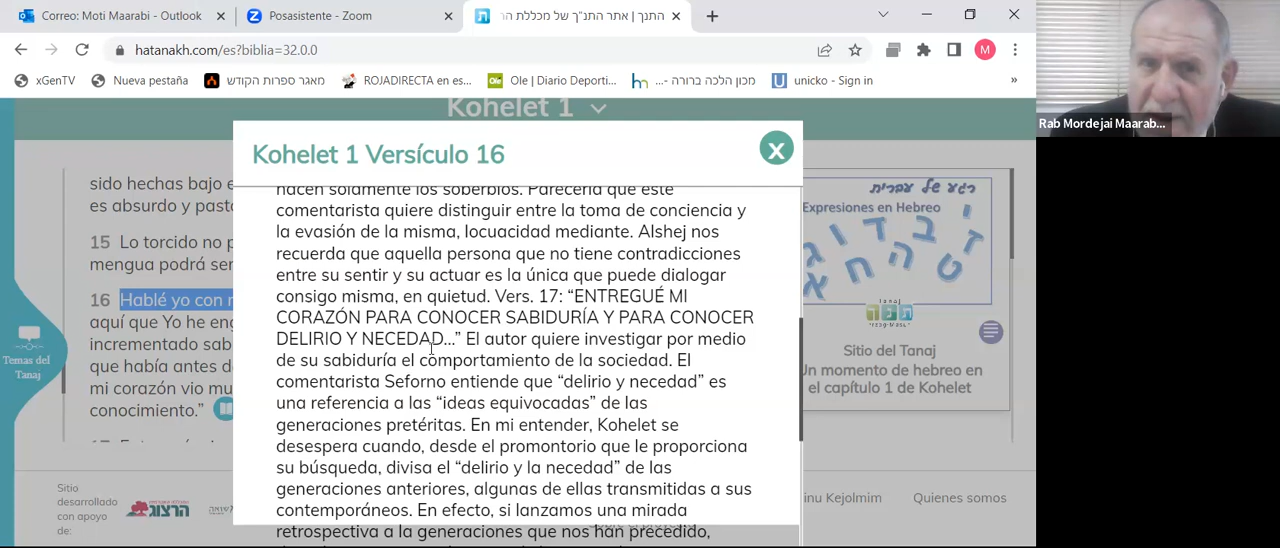 Correo: Moti Maarabi - Outlook
Posasistente - Zoom
התנך | אתר התנ"ך של מכללת הר
hatanakh.com/es?biblia=32.0.0
M
xGenTV
Nueva pestaña
מאגר ספרות הקודש
ROJADIRECTA en es...
Ole | Diario Deporti...
מכון הלכה ברורה -...
unicko - Sign in
»
Rab Mordejai Maarab...
Kohelet 1
Kohelet 1 Versículo 16
X
hacen solamente los soberbios. Parecería que este
comentarista quiere distinguir entre la toma de conciencia y
la evasión de la misma, locuacidad mediante. Alshej nos
recuerda que aquella persona que no tiene contradicciones
entre su sentir y su actuar es la única que puede dialogar
consigo misma, en quietud. Vers. 17: “ENTREGUÉ MI
CORAZÓN PARA CONOCER SABIDURÍA Y PARA CONOCER
DELIRIO Y NECEDAD...” El autor quiere investigar por medio
de su sabiduría el comportamiento de la sociedad. El
comentarista Seforno entiende que “delirio y necedad” es
una referencia a las “ideas equivocadas” de las
generaciones pretéritas. En mi entender, Kohelet se
desespera cuando, desde el promontorio que le proporciona
su búsqueda, divisa el “delirio y la necedad” de las
generaciones anteriores, algunas de ellas transmitidas a sus
contemporáneos. En efecto, si lanzamos una mirada
retrospectiva a la generaciones que nos han precedido,
sido hechas bajo e
es absurdo y pasto
15 Lo torcido no p
mengua podrá ser
16 Hablé yo con m
aquí que Yo he eng
incrementado sab
que había antes d
mi corazón vio mu
conocimiento.”
Temas del
Tanaj
רגע של עברית
Expresiones en Hebreo
תנך
Sitio del Tanaj
Un momento de hebreo en
el capítulo 1 de Kohelet
Sitio
desarrollado
con apoyo
de:
הרצוג
inu Kejolmim
Quienes somos